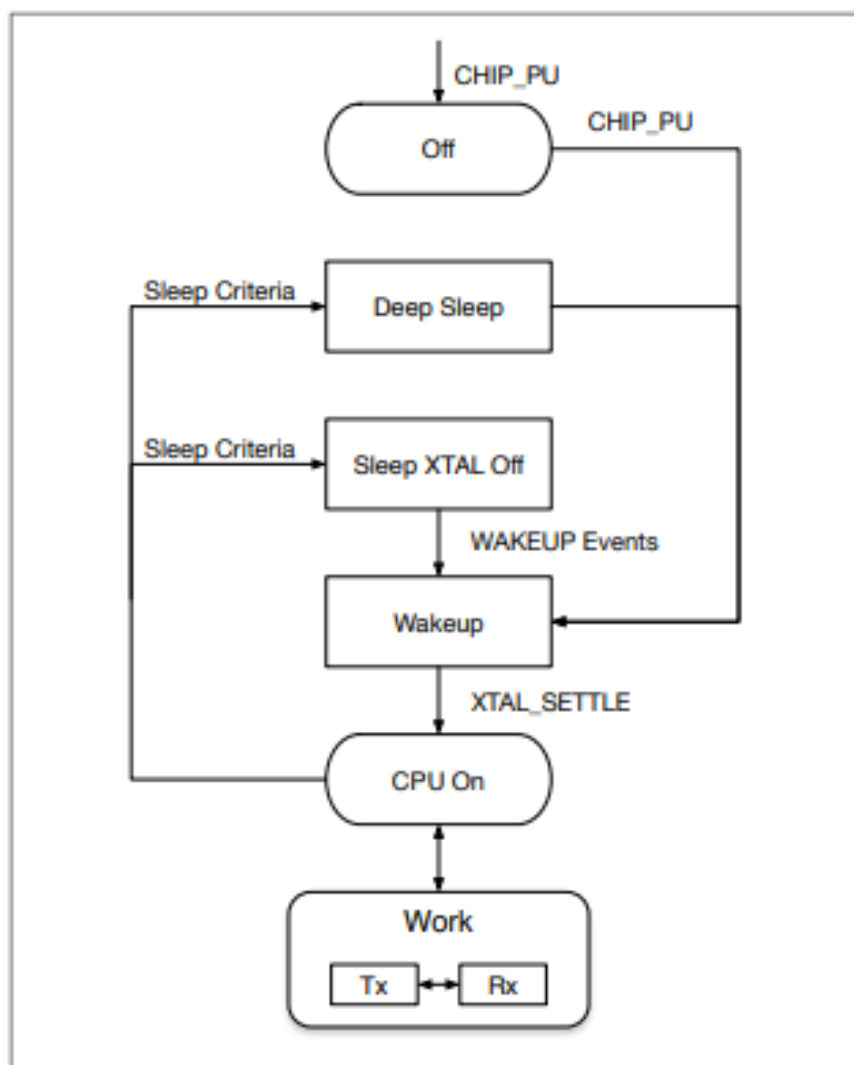 CHIP_PU
CHIP_PU
Off
Sleep Criteria
Deep Sleep
Sleep Criteria
Sleep XTAL Off
WAKEUP Events
Wakeup
XTAL_SETTLE
CPU On
Work
Tx
Rx